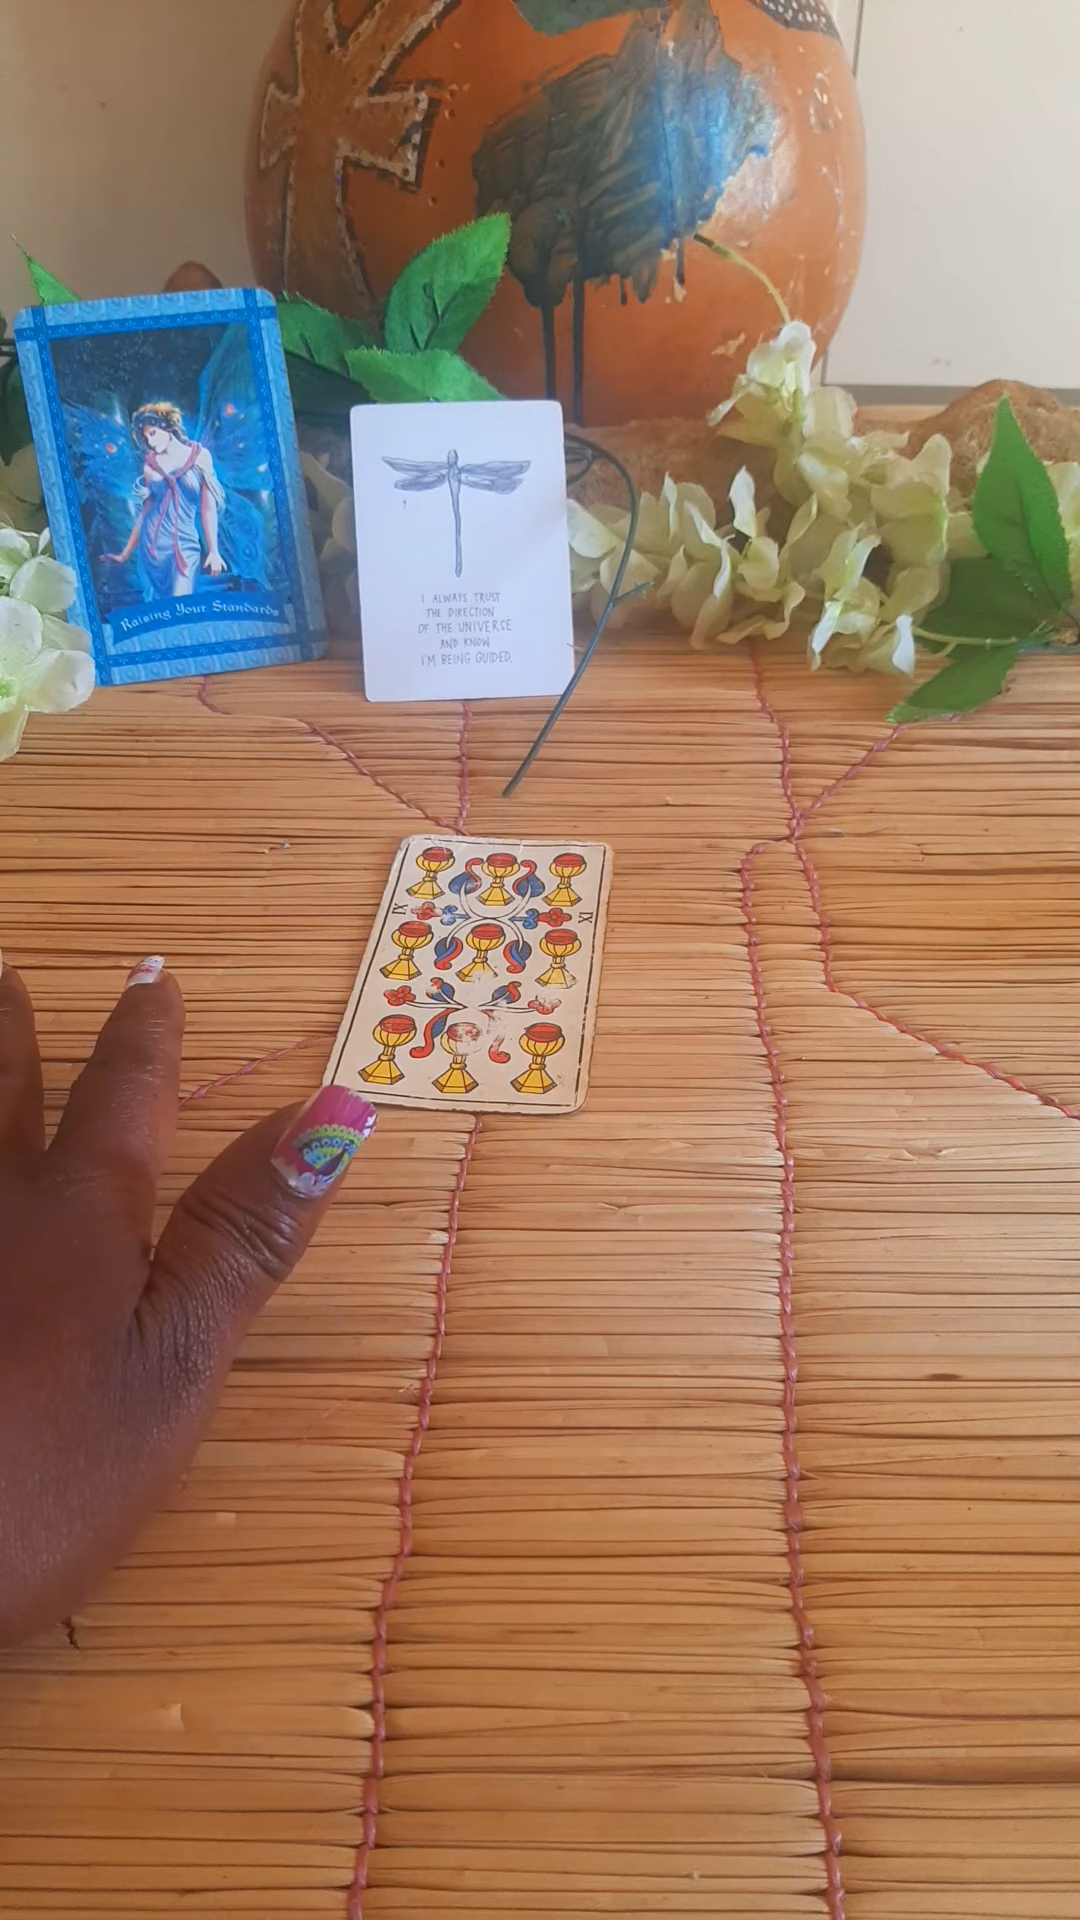 Raising Your Standards
I ALWAYS TRUST
THE DIRECTION
OF THE UNIVERSE
AND KNOW
I'M BEING GUIDED.
IX
IX